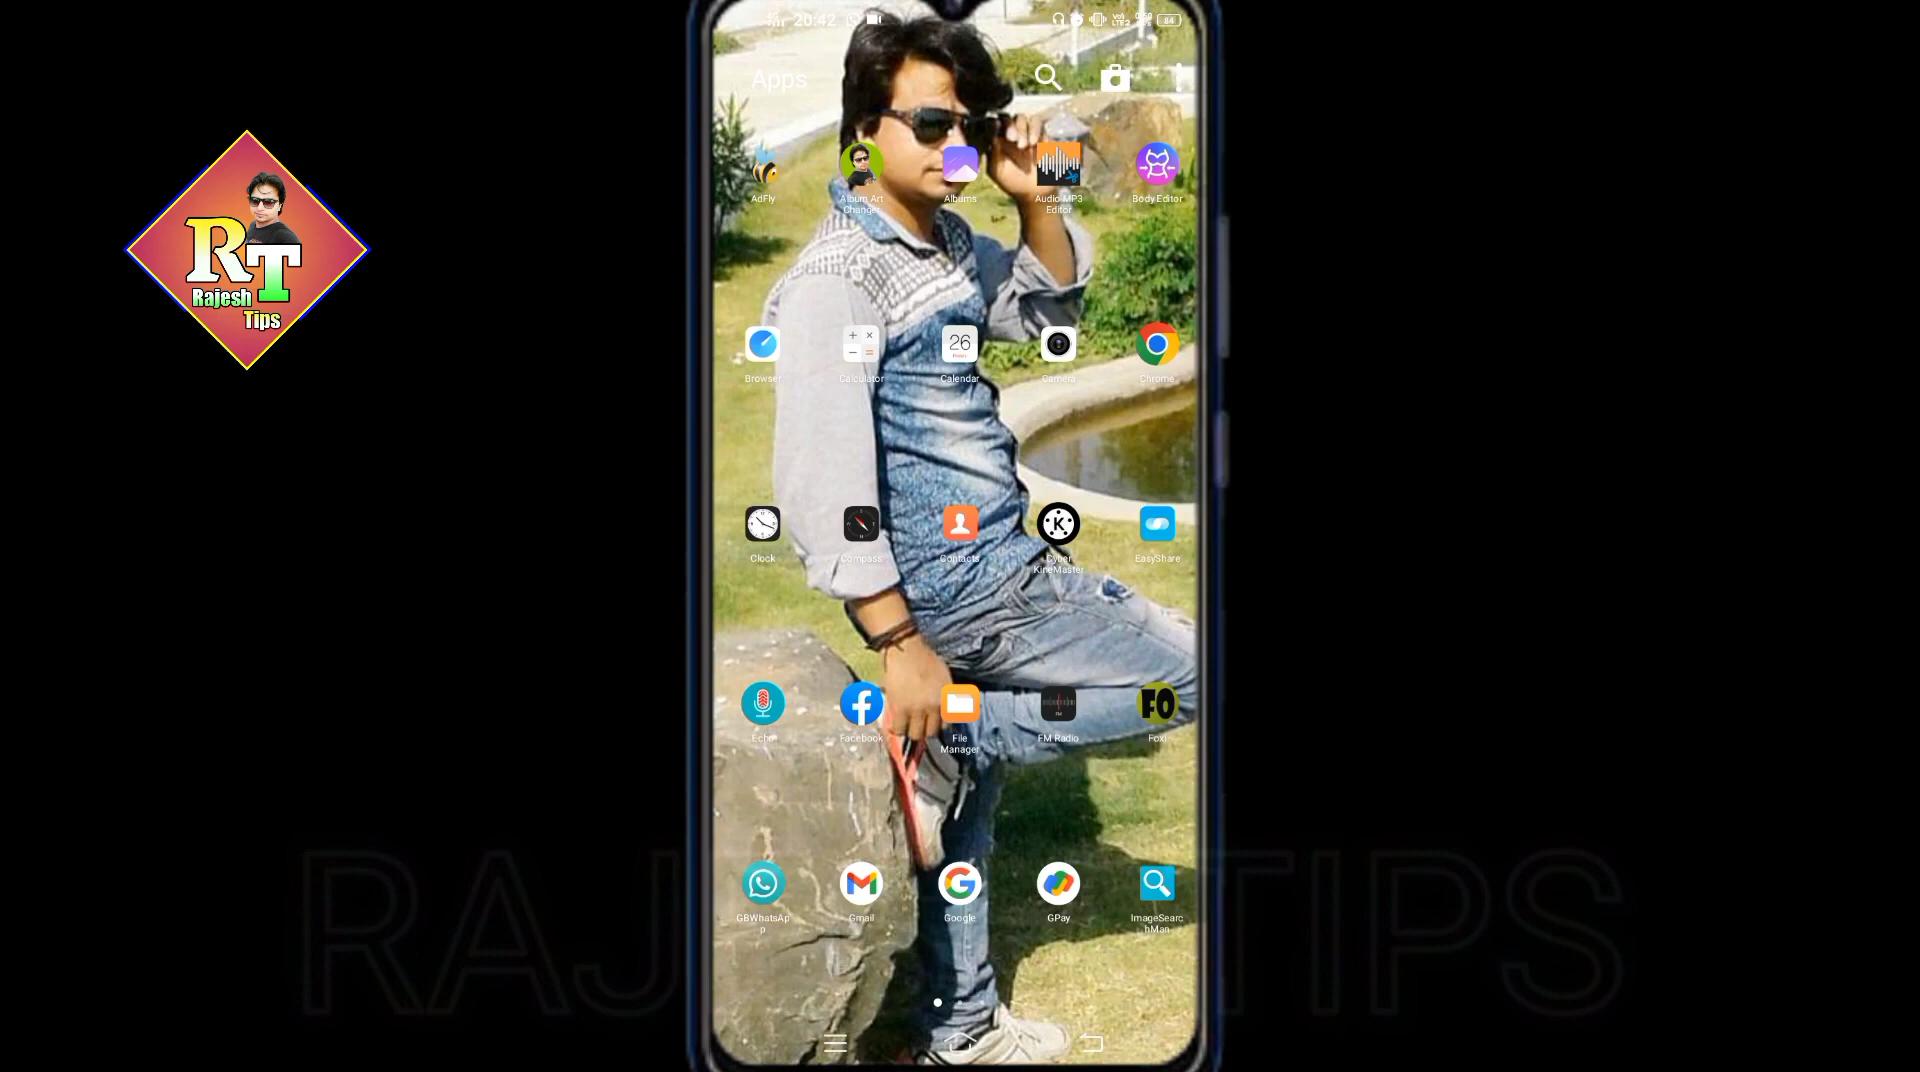 20:42
84
Apps
AdFly
Album Art
Changer
Albums
Audio MP3
Editor
Body Editor
R
T
Rajesh
Tips
Browser
Calculator
26
Calendar
Camera
Chrome
Clock
Compass
Contacts
K
Cyber
KineMaster
EasyShare
Echo
Facebook
File
Manager
FM
FM Radio
FO
Foxi
GBWhatsAp
p
Gmail
Google
GPay
ImageSearc
hMan
RAJ
TIPS